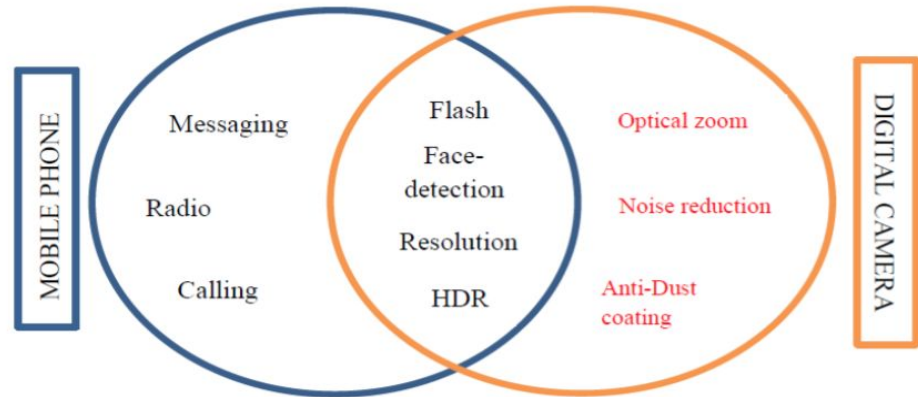 MOBILE PHONE
Messaging
Radio
Calling
Flash
Face-
detection
Resolution
HDR
Optical zoom
Noise reduction
Anti-Dust
coating
DIGITAL CAMERA